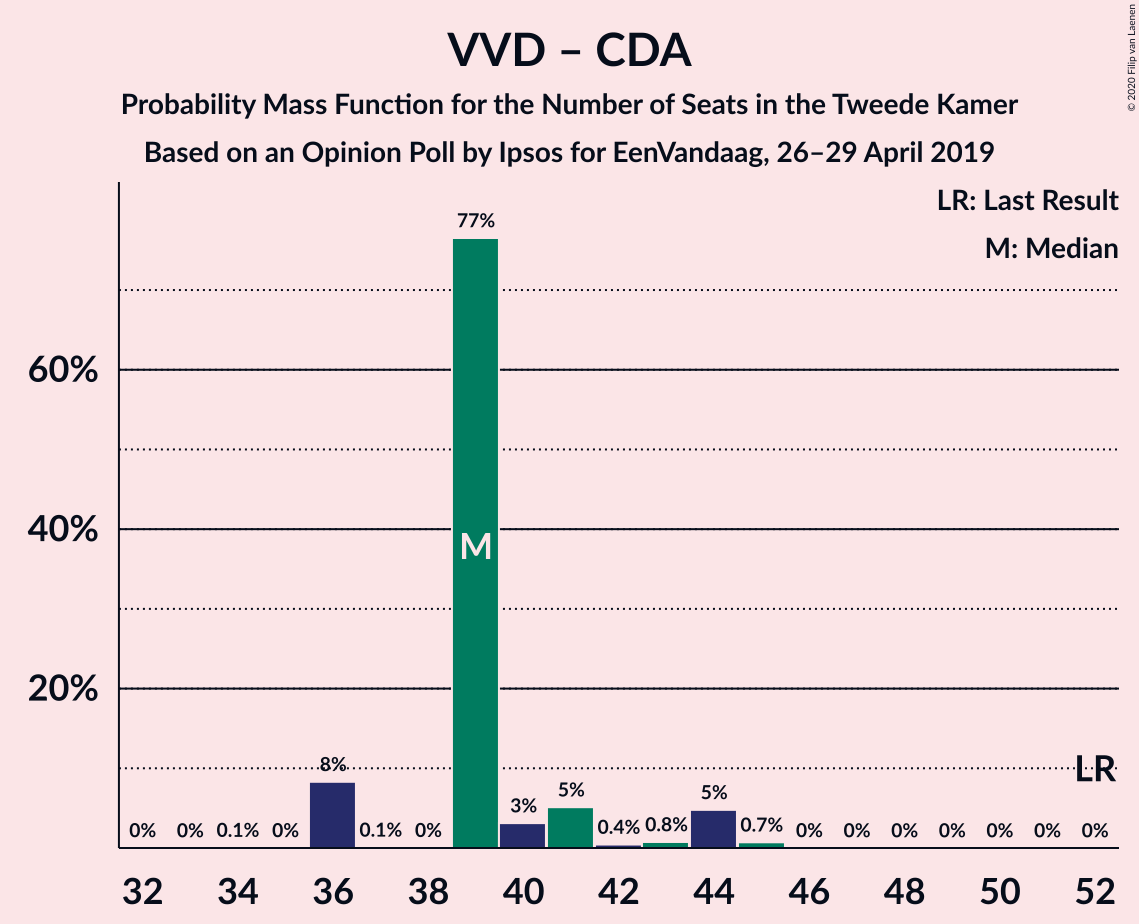 VVD – CDA
Probability Mass Function for the Number of Seats in the Tweede Kamer
Based on an Opinion Poll by Ipsos for EenVandaag, 26–29 April 2019
© 2020 Filip van Laenen
LR: Last Result
M: Median
77%
60%
M
40%
20%
LR
8%
5%
5%
3%
0% 0% 0.1% 0% 0.1% 0% 0.4% 0.8% 0.7% 0% 0% 0% 0% 0% 0% 0%
32 34 36 38 40 42 44 46 48 50 52